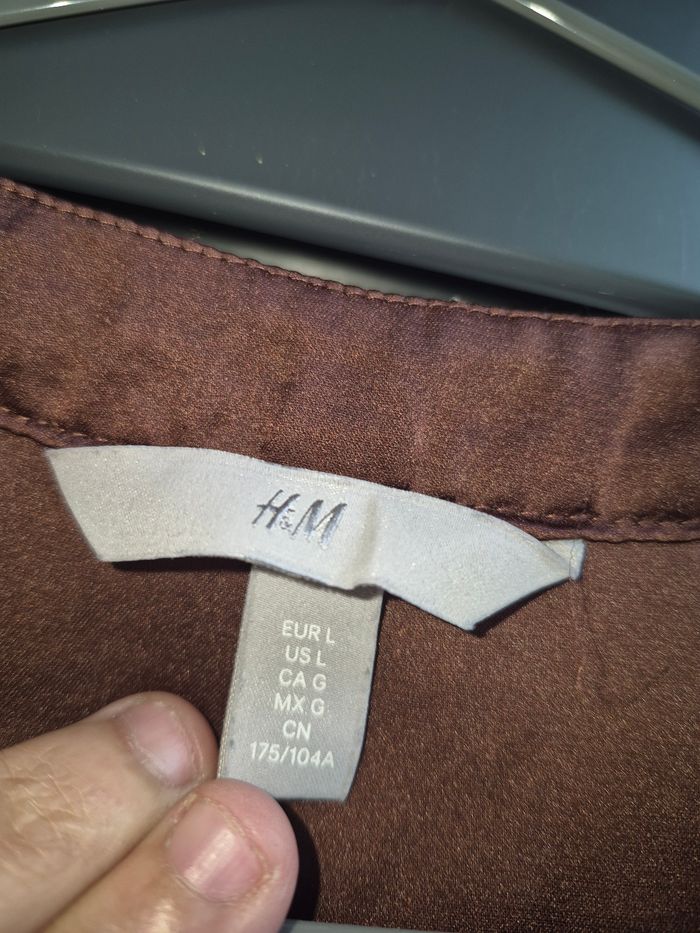 H&M
EUR L
US L
CA G
MX G
CN
175/104A